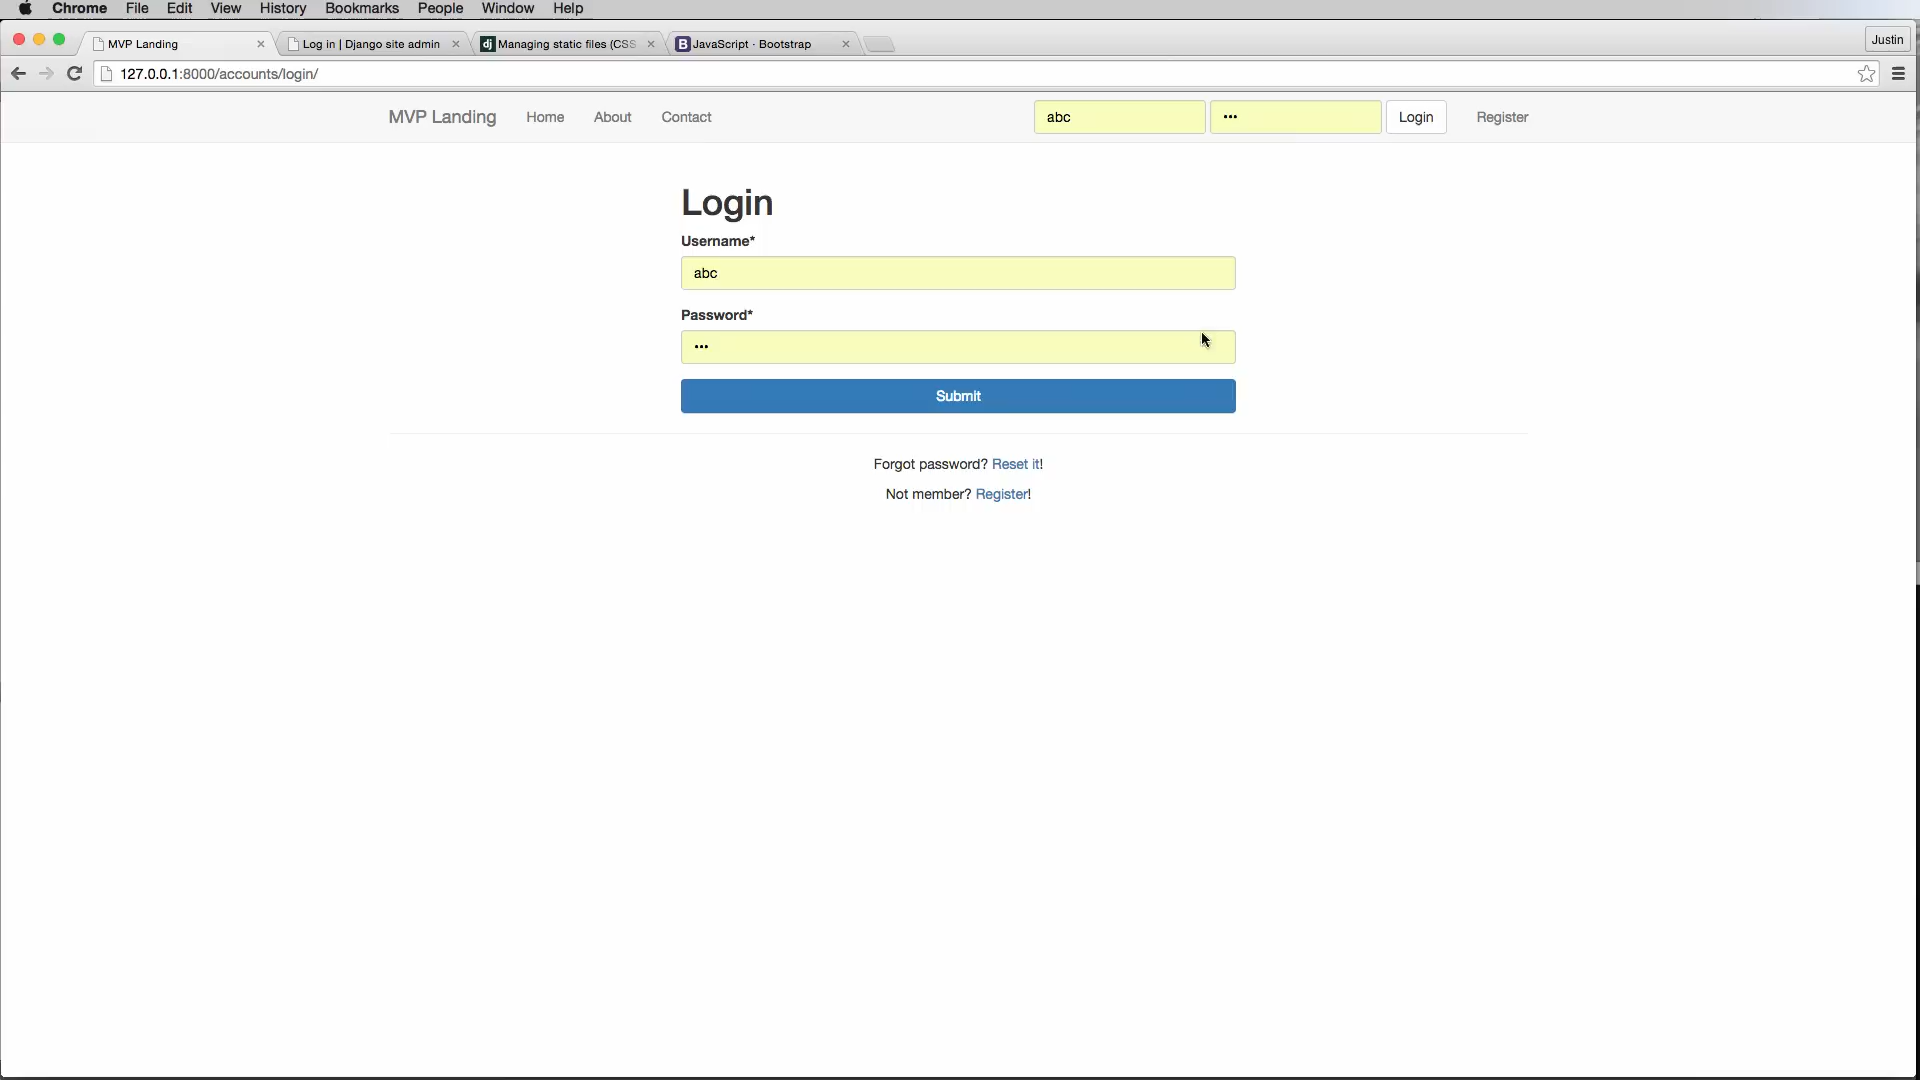 Chrome File Edit View History Bookmarks People Window Help
MVP Landing Log in | Django site admin dj Managing static files (CSS B JavaScript · Bootstrap Justin
127.0.0.1:8000/accounts/login/
MVP Landing Home About Contact abc ••• Login Register
Login
Username*
abc
Password*
•••
Submit
Forgot password? Reset it!
Not member? Register!